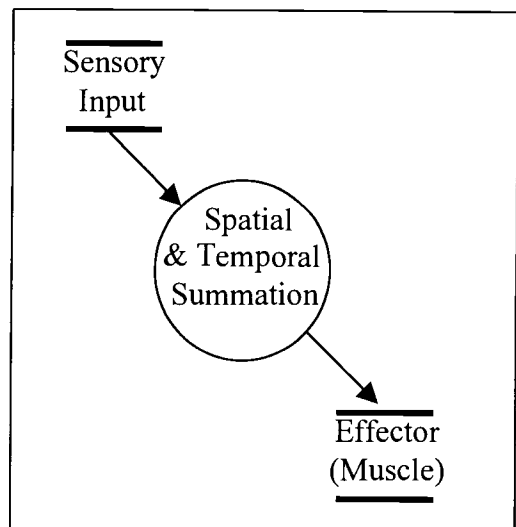 Sensory
Input
Spatial
& Temporal
Summation
Effector
(Muscle)